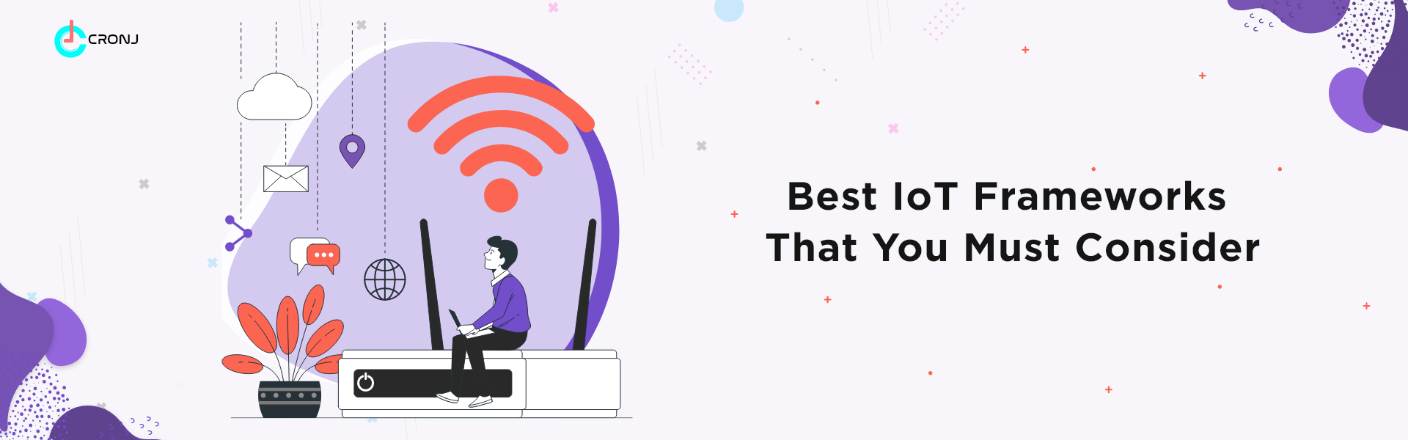 CRONJ
Best IoT Frameworks
That You Must Consider